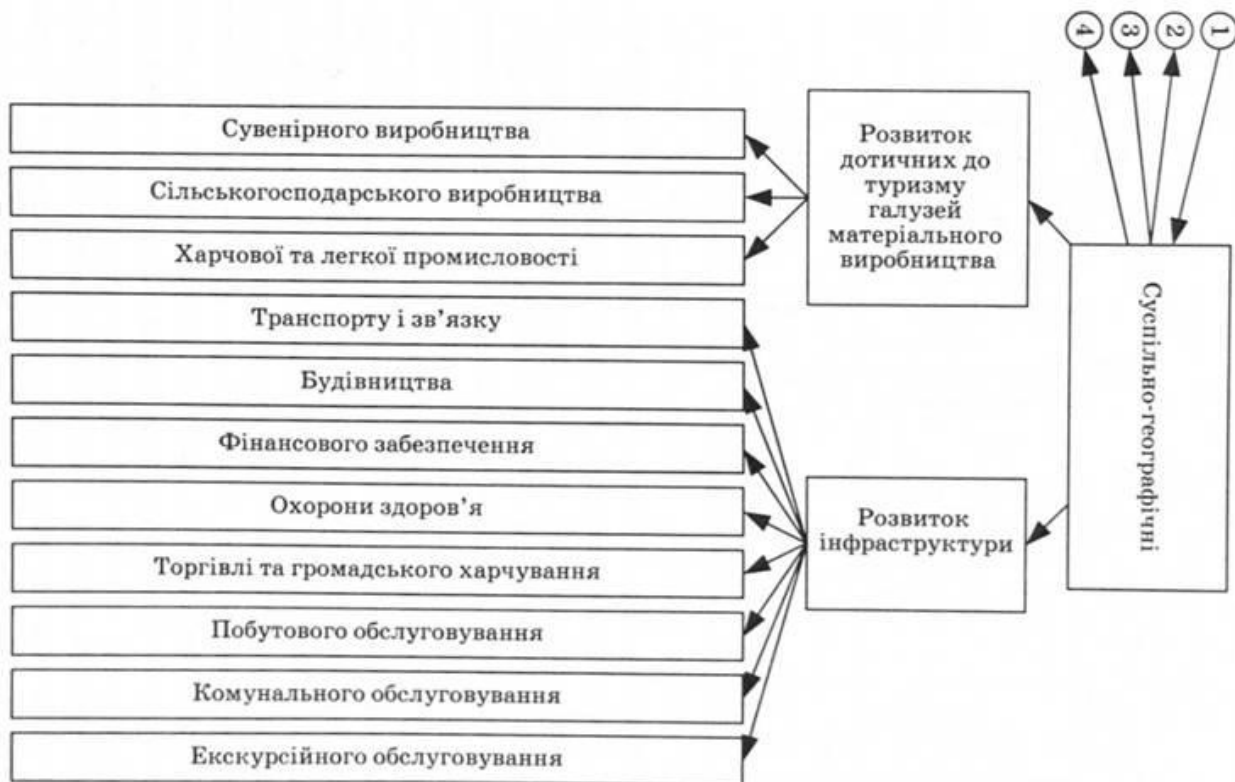 4
3
2
1
Сувенірного виробництва
Сільськогосподарського виробництва
Харчової та легкої промисловості
Транспорту і зв’язку
Будівництва
Фінансового забезпечення
Охорони здоров’я
Торгівлі та громадського харчування
Побутового обслуговування
Комунального обслуговування
Екскурсійного обслуговування
Розвиток
дотичних до
туризму
галузей
матеріального
виробництва
Розвиток
інфраструктури
Суспільно-географічні